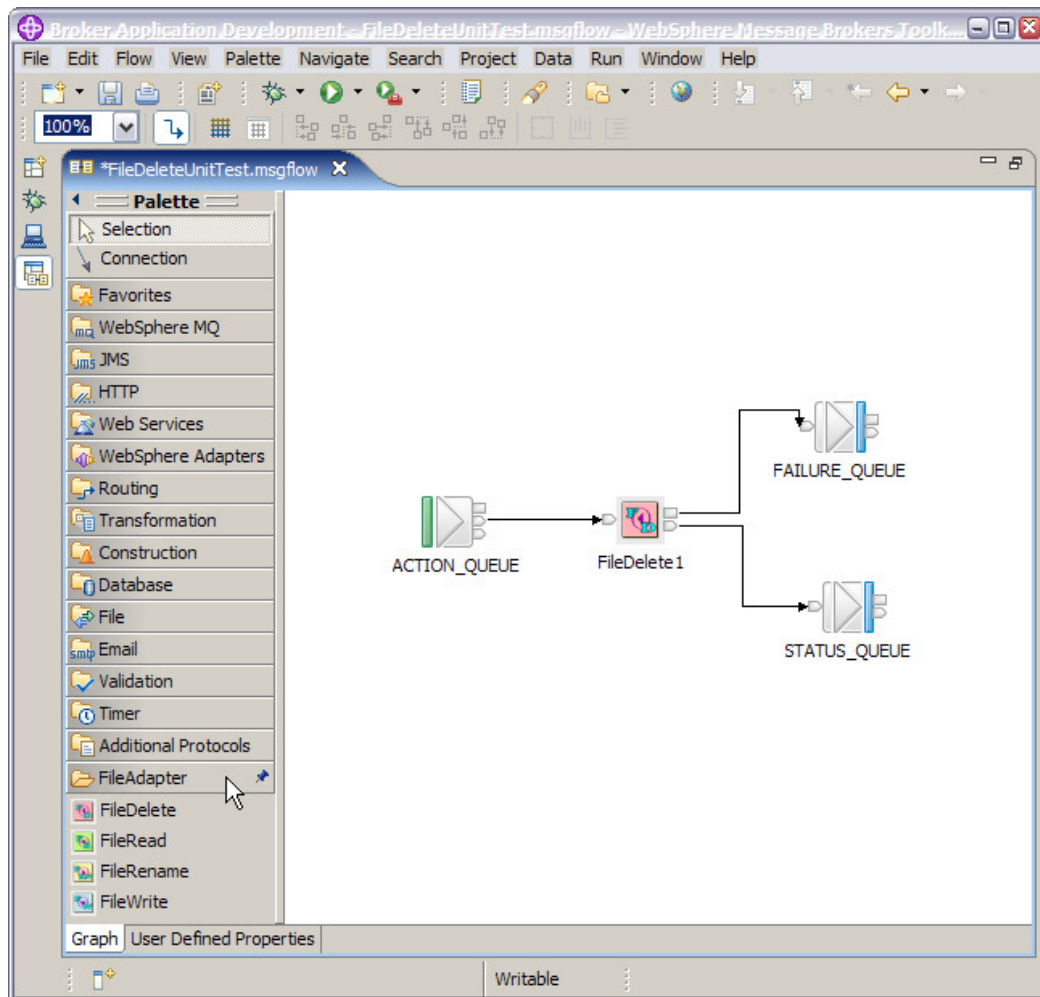 Broker Application Development - FileDeleteUnitTest.msgflow - WebSphere Message Brokers Toolk...
File Edit Flow View Palette Navigate Search Project Data Run Window Help
100%
*FileDeleteUnitTest.msgflow
Palette
Selection
Connection
Favorites
WebSphere MQ
JMS
HTTP
Web Services
WebSphere Adapters
Routing
Transformation
Construction
Database
File
Email
Validation
Timer
Additional Protocols
FileAdapter
FileDelete
FileRead
FileRename
FileWrite
FAILURE_QUEUE
ACTION_QUEUE
FileDelete1
STATUS_QUEUE
Graph User Defined Properties
Writable